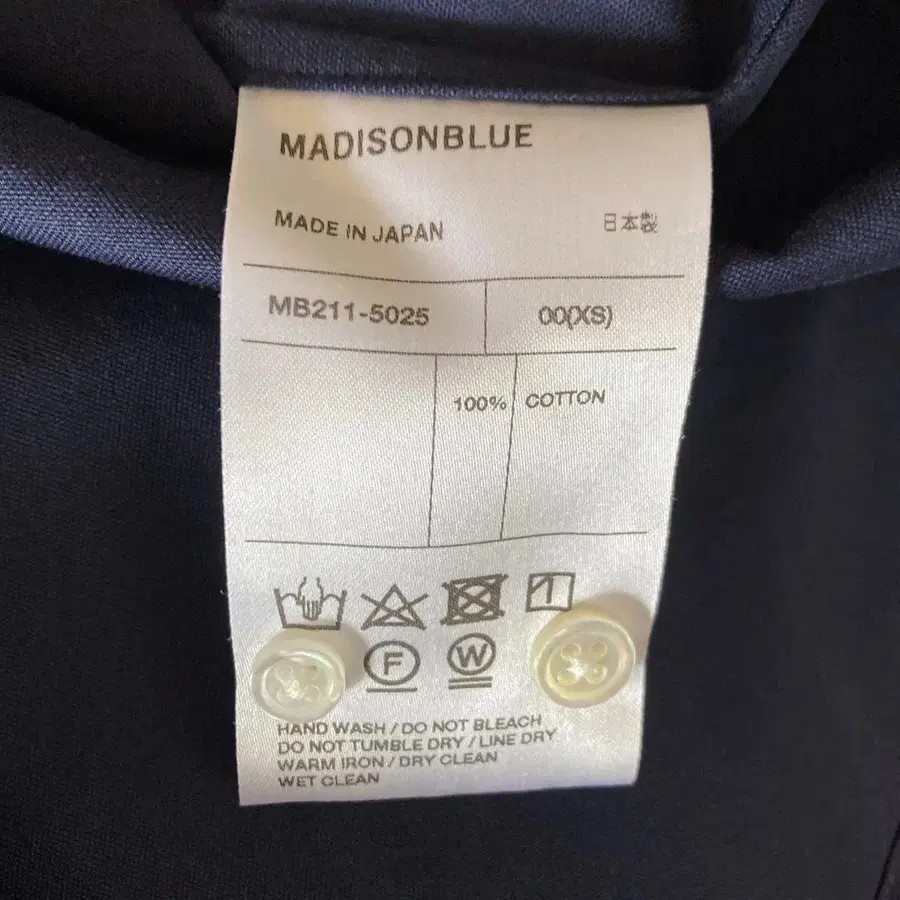 MADISONBLUE
MADE IN JAPAN 日本製
MB211-5025 00(XS)
100% COTTON
F W
HAND WASH / DO NOT BLEACH
DO NOT TUMBLE DRY / LINE DRY
WARM IRON / DRY CLEAN
WET CLEAN